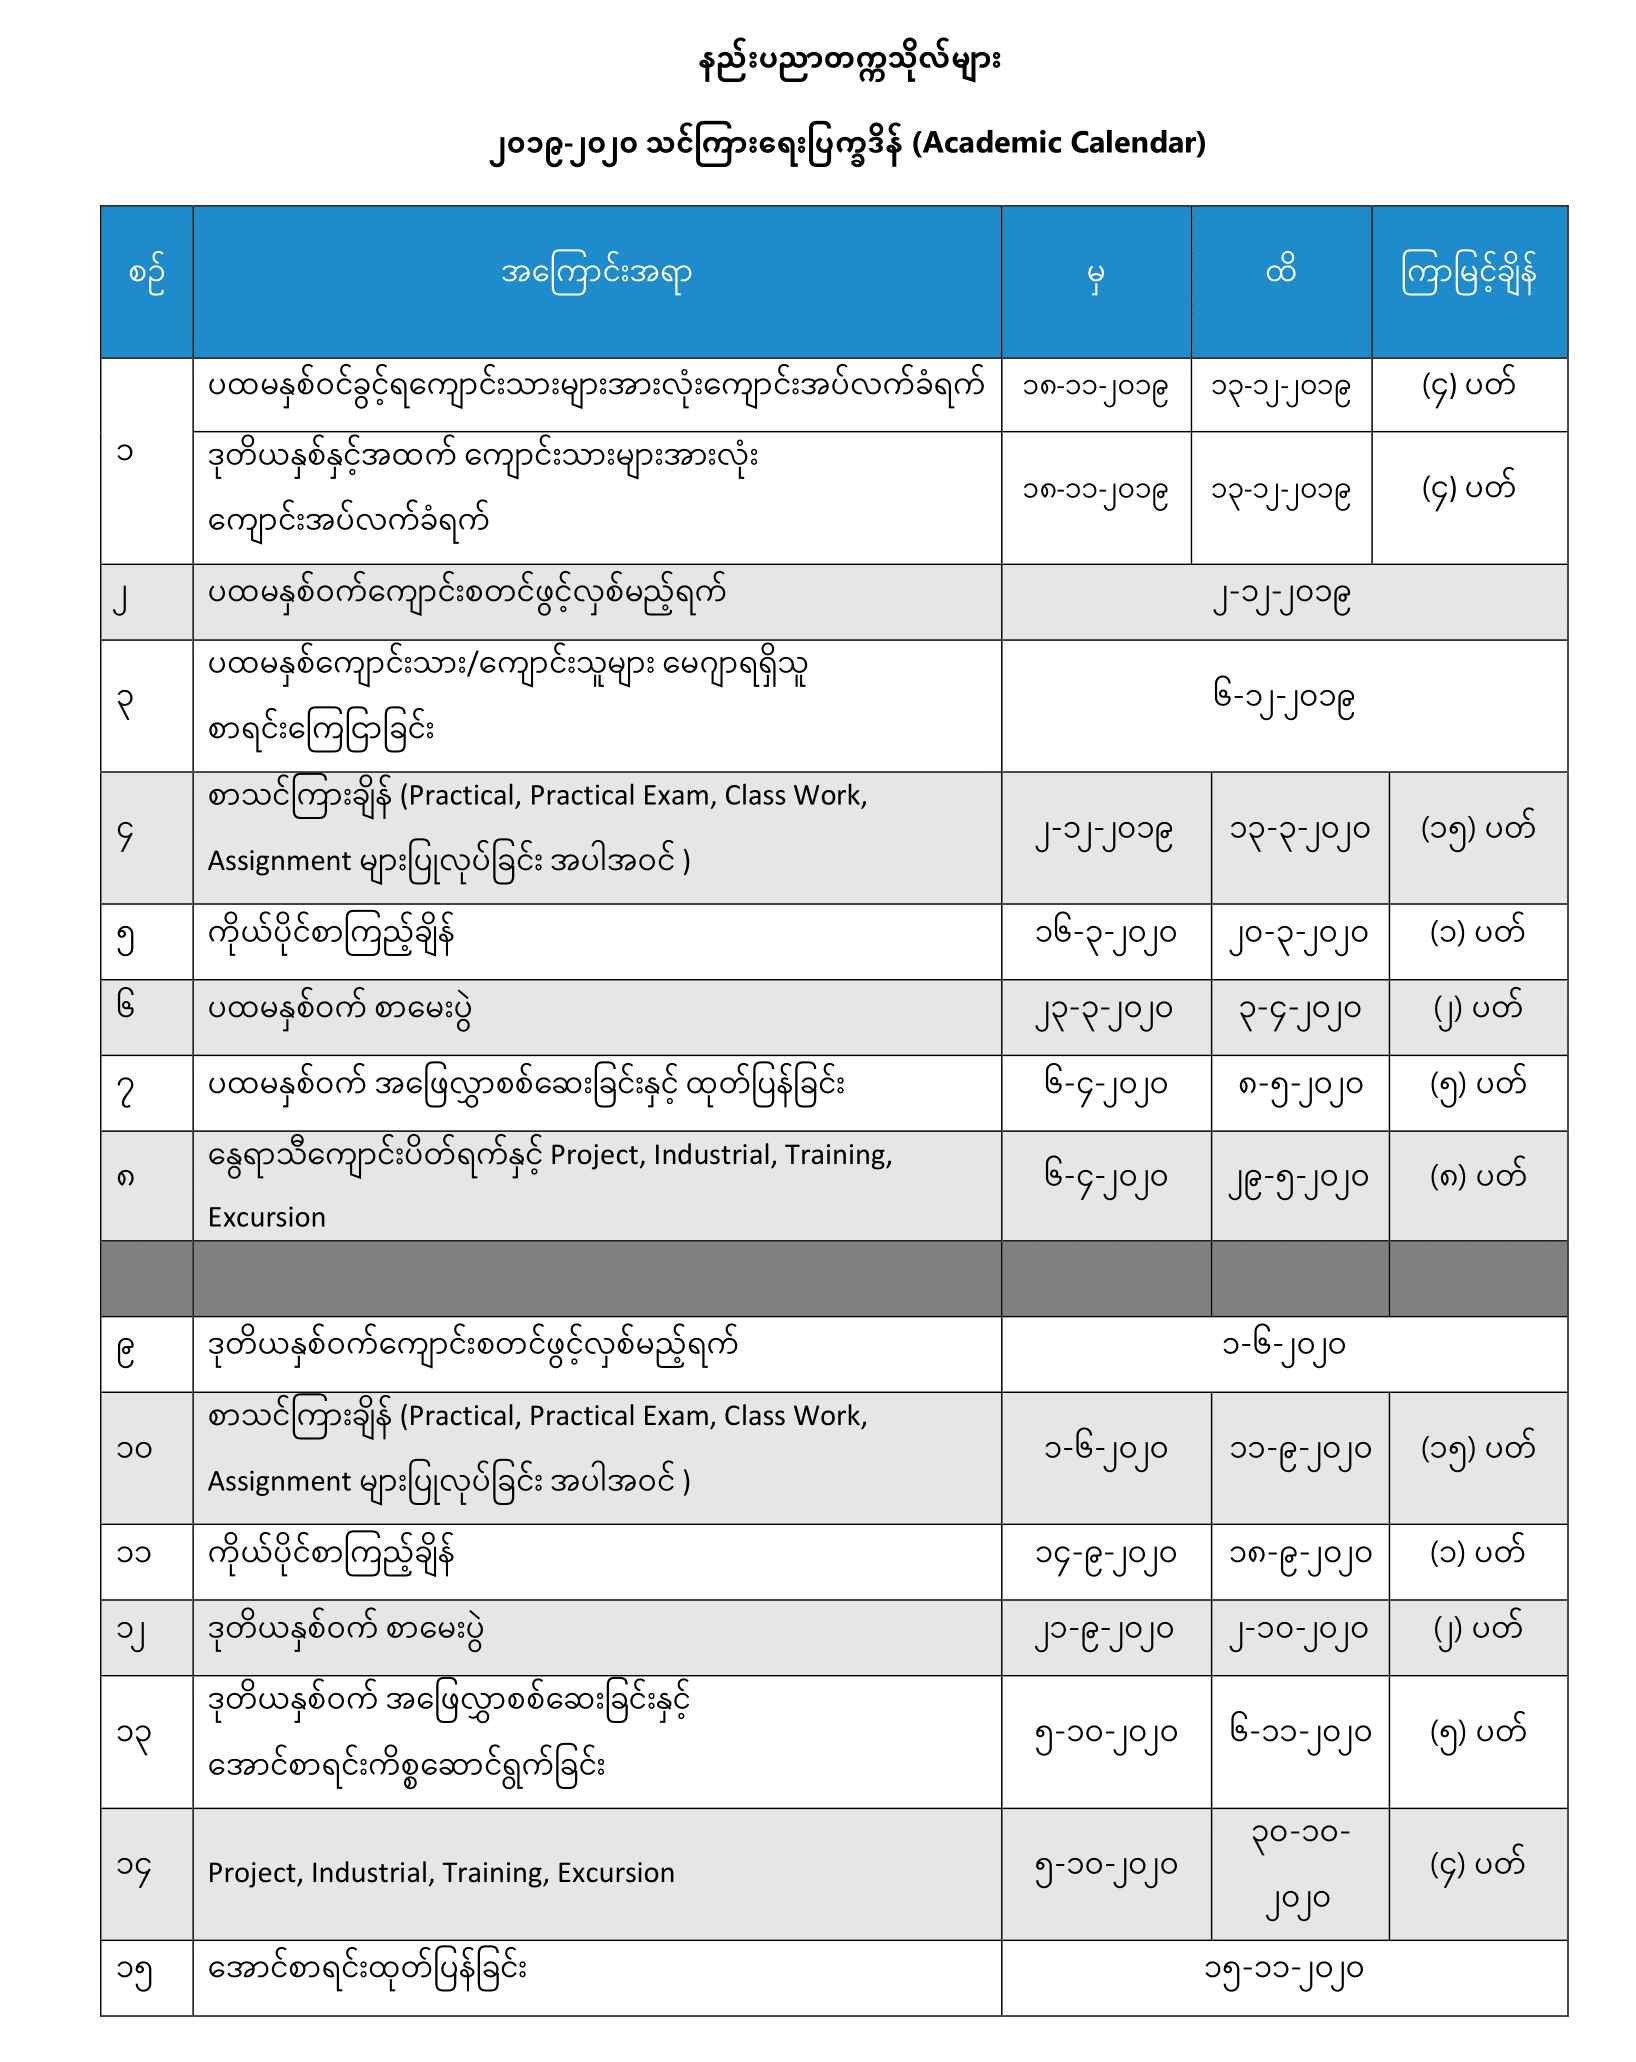 နည်းပညာတက္ကသိုလ်များ
၂၀၁၉-၂၀၂၀ သင်ကြားရေးပြက္ခဒိန် (Academic Calendar)
စဉ် အကြောင်းအရာ မှ ထိ ကြာမြင့်ချိန်
၁
ပထမနှစ်ဝင်ခွင့်ရကျောင်းသားများအားလုံးကျောင်းအပ်လက်ခံရက် ၁၈-၁၁-၂၀၁၉ ၁၃-၁၂-၂၀၁၉ (၄) ပတ်
ဒုတိယနှစ်နှင့်အထက် ကျောင်းသားများအားလုံး
ကျောင်းအပ်လက်ခံရက်
၁၈-၁၁-၂၀၁၉ ၁၃-၁၂-၂၀၁၉ (၄) ပတ်
၂ ပထမနှစ်ဝက်ကျောင်းစတင်ဖွင့်လှစ်မည့်ရက် ၂-၁၂-၂၀၁၉
၃
ပထမနှစ်ကျောင်းသား/ကျောင်းသူများ မေဂျာရရှိသူ
စာရင်းကြေငြာခြင်း
၆-၁၂-၂၀၁၉
၄
စာသင်ကြားချိန် (Practical, Practical Exam, Class Work,
Assignment များပြုလုပ်ခြင်း အပါအဝင် )
၂-၁၂-၂၀၁၉ ၁၃-၃-၂၀၂၀ (၁၅) ပတ်
၅ ကိုယ်ပိုင်စာကြည့်ချိန် ၁၆-၃-၂၀၂၀ ၂၀-၃-၂၀၂၀ (၁) ပတ်
၆ ပထမနှစ်ဝက် စာမေးပွဲ ၂၃-၃-၂၀၂၀ ၃-၄-၂၀၂၀ (၂) ပတ်
၇ ပထမနှစ်ဝက် အဖြေလွှာစစ်ဆေးခြင်းနှင့် ထုတ်ပြန်ခြင်း ၆-၄-၂၀၂၀ ၈-၅-၂၀၂၀ (၅) ပတ်
၈
နွေရာသီကျောင်းပိတ်ရက်နှင့် Project, Industrial, Training,
Excursion
၆-၄-၂၀၂၀ ၂၉-၅-၂၀၂၀ (၈) ပတ်
၉ ဒုတိယနှစ်ဝက်ကျောင်းစတင်ဖွင့်လှစ်မည့်ရက် ၁-၆-၂၀၂၀
၁၀
စာသင်ကြားချိန် (Practical, Practical Exam, Class Work,
Assignment များပြုလုပ်ခြင်း အပါအဝင် )
၁-၆-၂၀၂၀ ၁၁-၉-၂၀၂၀ (၁၅) ပတ်
၁၁ ကိုယ်ပိုင်စာကြည့်ချိန် ၁၄-၉-၂၀၂၀ ၁၈-၉-၂၀၂၀ (၁) ပတ်
၁၂ ဒုတိယနှစ်ဝက် စာမေးပွဲ ၂၁-၉-၂၀၂၀ ၂-၁၀-၂၀၂၀ (၂) ပတ်
၁၃
ဒုတိယနှစ်ဝက် အဖြေလွှာစစ်ဆေးခြင်းနှင့်
အောင်စာရင်းကိစ္စဆောင်ရွက်ခြင်း
၅-၁၀-၂၀၂၀ ၆-၁၁-၂၀၂၀ (၅) ပတ်
၁၄ Project, Industrial, Training, Excursion ၅-၁၀-၂၀၂၀
၃၀-၁၀-
၂၀၂၀
(၄) ပတ်
၁၅ အောင်စာရင်းထုတ်ပြန်ခြင်း ၁၅-၁၁-၂၀၂၀